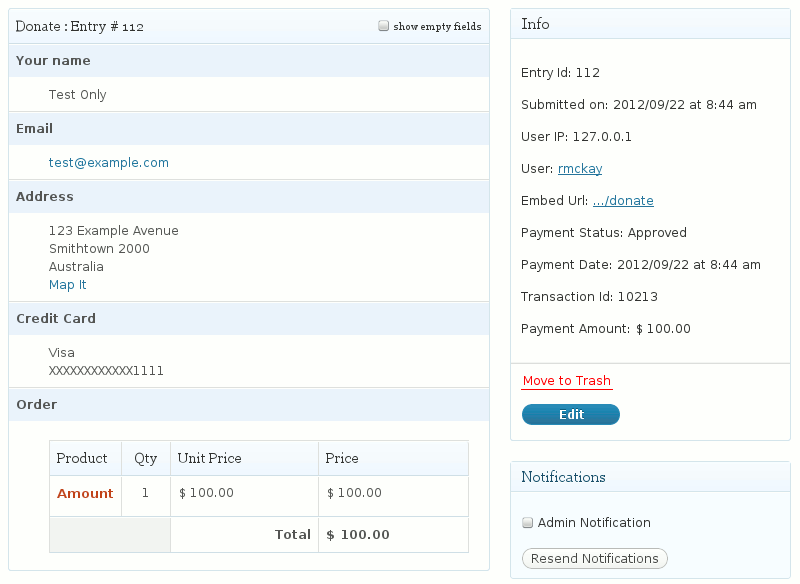 Donate : Entry # 112
show empty fields
Your name
Test Only
Email
test@example.com
Address
123 Example Avenue
Smithtown 2000
Australia
Map It
Credit Card
Visa
XXXXXXXXXXXX1111
Order
Product Qty Unit Price Price
Amount 1 $ 100.00 $ 100.00
Total $ 100.00
Info
Entry Id: 112
Submitted on: 2012/09/22 at 8:44 am
User IP: 127.0.0.1
User: rmckay
Embed Url: .../donate
Payment Status: Approved
Payment Date: 2012/09/22 at 8:44 am
Transaction Id: 10213
Payment Amount: $ 100.00
Move to Trash
Edit
Notifications
Admin Notification
Resend Notifications